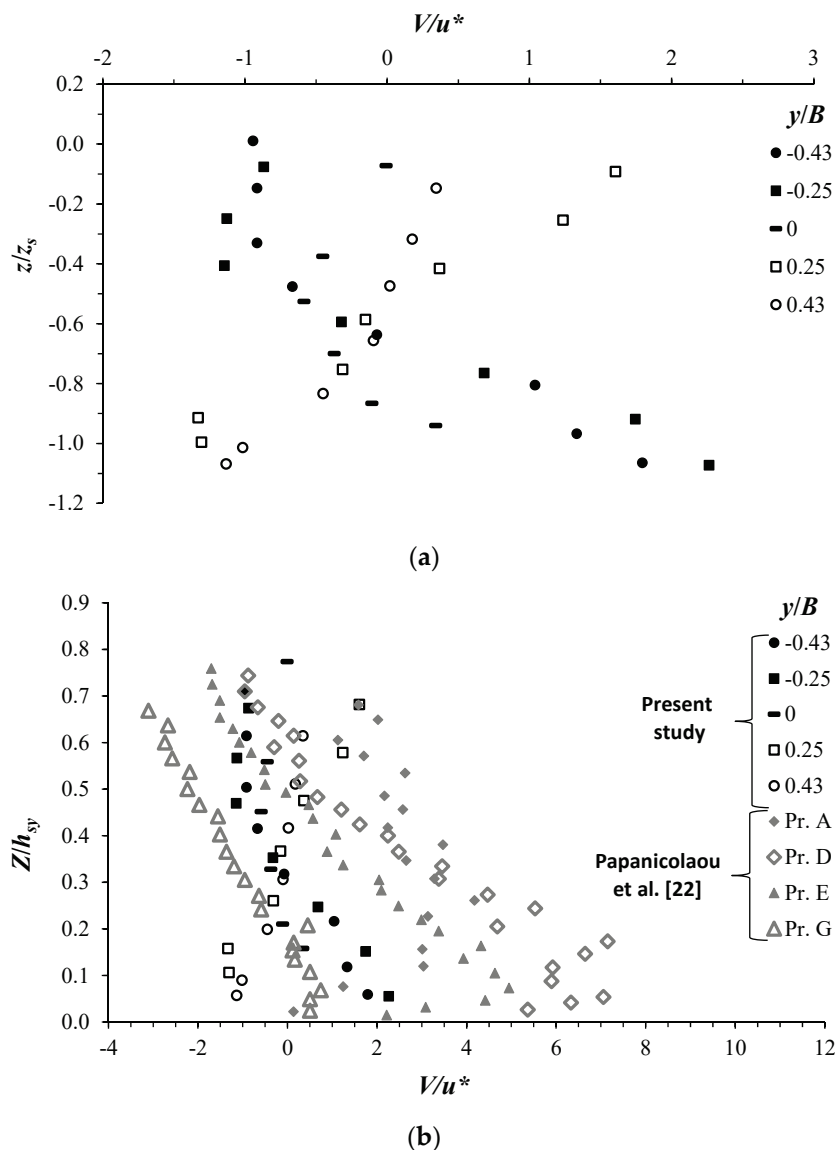 V/u*
-2 -1 0 1 2 3
0.2
0.0
-0.2
-0.4
-0.6
-0.8
-1.0
-1.2
z/zs
y/B
-0.43
-0.25
0
0.25
0.43
(a)
0.9
0.8
0.7
0.6
0.5
0.4
0.3
0.2
0.1
0.0
Z/hsy
-4 -2 0 2 4 6 8 10 12
V/u*
y/B
-0.43
-0.25
0
0.25
0.43
Present
study
Pr. A
Pr. D
Pr. E
Pr. G
Papanicolaou
et al. [22]
(b)